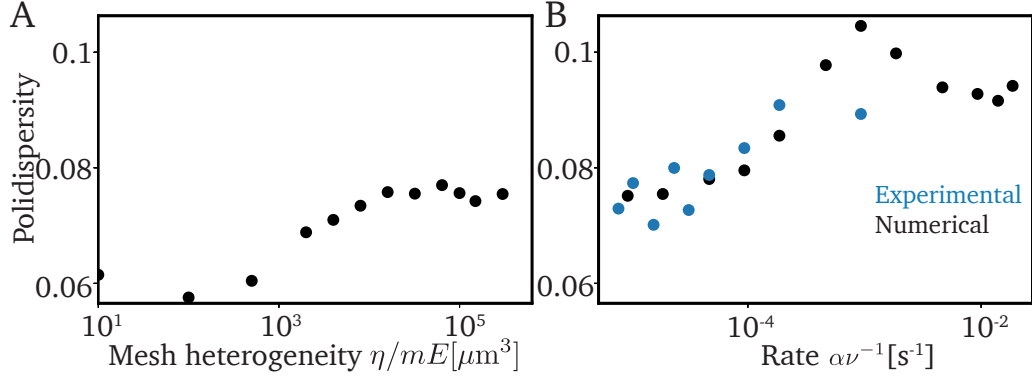 A
B
Polidispersity
0.1
0.08
0.06
10¹
10³
10⁵
Mesh heterogeneity η/mE[μm³]
0.1
0.08
0.06
Experimental
Numerical
10⁻⁴
10⁻²
Rate αν⁻¹[s⁻¹]